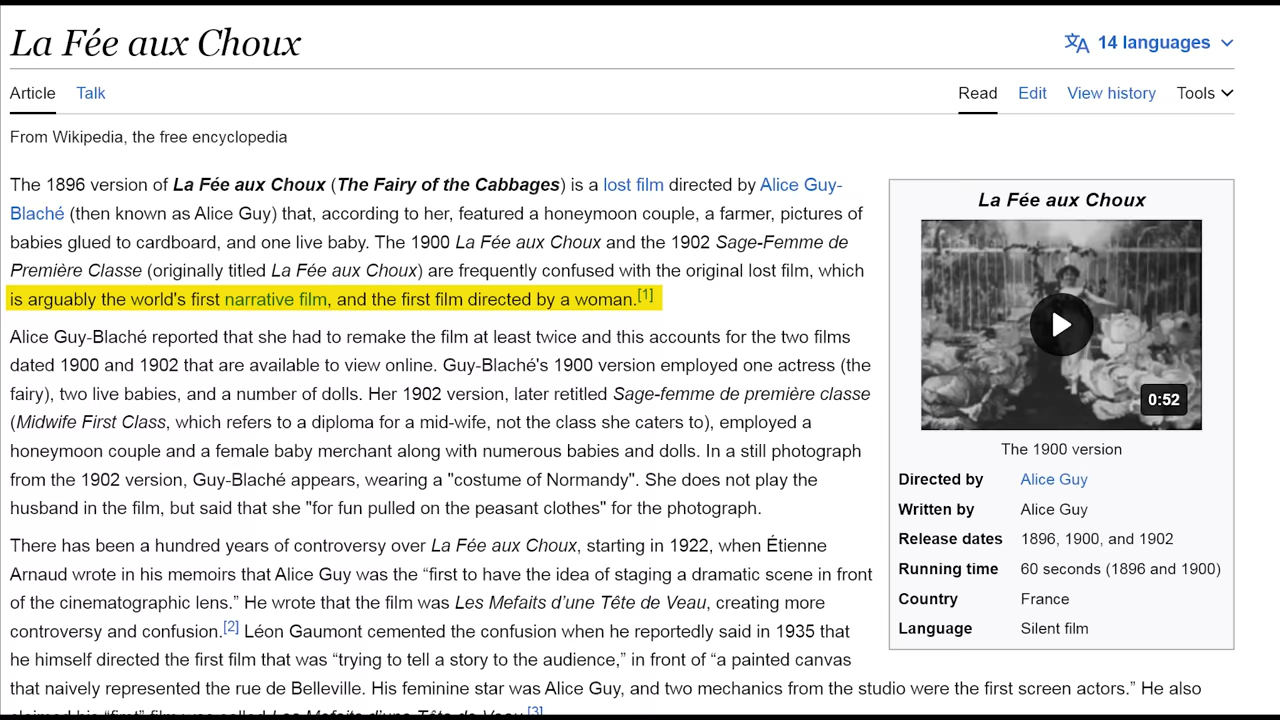 La Fée aux Choux
14 languages
Article Talk
Read Edit View history Tools
From Wikipedia, the free encyclopedia
The 1896 version of La Fée aux Choux (The Fairy of the Cabbages) is a lost film directed by Alice Guy-
Blaché (then known as Alice Guy) that, according to her, featured a honeymoon couple, a farmer, pictures of
babies glued to cardboard, and one live baby. The 1900 La Fée aux Choux and the 1902 Sage-Femme de
Première Classe (originally titled La Fée aux Choux) are frequently confused with the original lost film, which
is arguably the world's first narrative film, and the first film directed by a woman.[1]
Alice Guy-Blaché reported that she had to remake the film at least twice and this accounts for the two films
dated 1900 and 1902 that are available to view online. Guy-Blaché's 1900 version employed one actress (the
fairy), two live babies, and a number of dolls. Her 1902 version, later retitled Sage-femme de première classe
(Midwife First Class, which refers to a diploma for a mid-wife, not the class she caters to), employed a
honeymoon couple and a female baby merchant along with numerous babies and dolls. In a still photograph
from the 1902 version, Guy-Blaché appears, wearing a "costume of Normandy". She does not play the
husband in the film, but said that she "for fun pulled on the peasant clothes" for the photograph.
There has been a hundred years of controversy over La Fée aux Choux, starting in 1922, when Étienne
Arnaud wrote in his memoirs that Alice Guy was the “first to have the idea of staging a dramatic scene in front
of the cinematographic lens.” He wrote that the film was Les Mefaits d’une Tête de Veau, creating more
controversy and confusion.[2] Léon Gaumont cemented the confusion when he reportedly said in 1935 that
he himself directed the first film that was “trying to tell a story to the audience,” in front of “a painted canvas
that naively represented the rue de Belleville. His feminine star was Alice Guy, and two mechanics from the studio were the first screen actors.” He also
claimed his “first” film was called Les Mefaits d'une Tête de Veau.[3]
La Fée aux Choux
0:52
The 1900 version
Directed by Alice Guy
Written by Alice Guy
Release dates 1896, 1900, and 1902
Running time 60 seconds (1896 and 1900)
Country France
Language Silent film